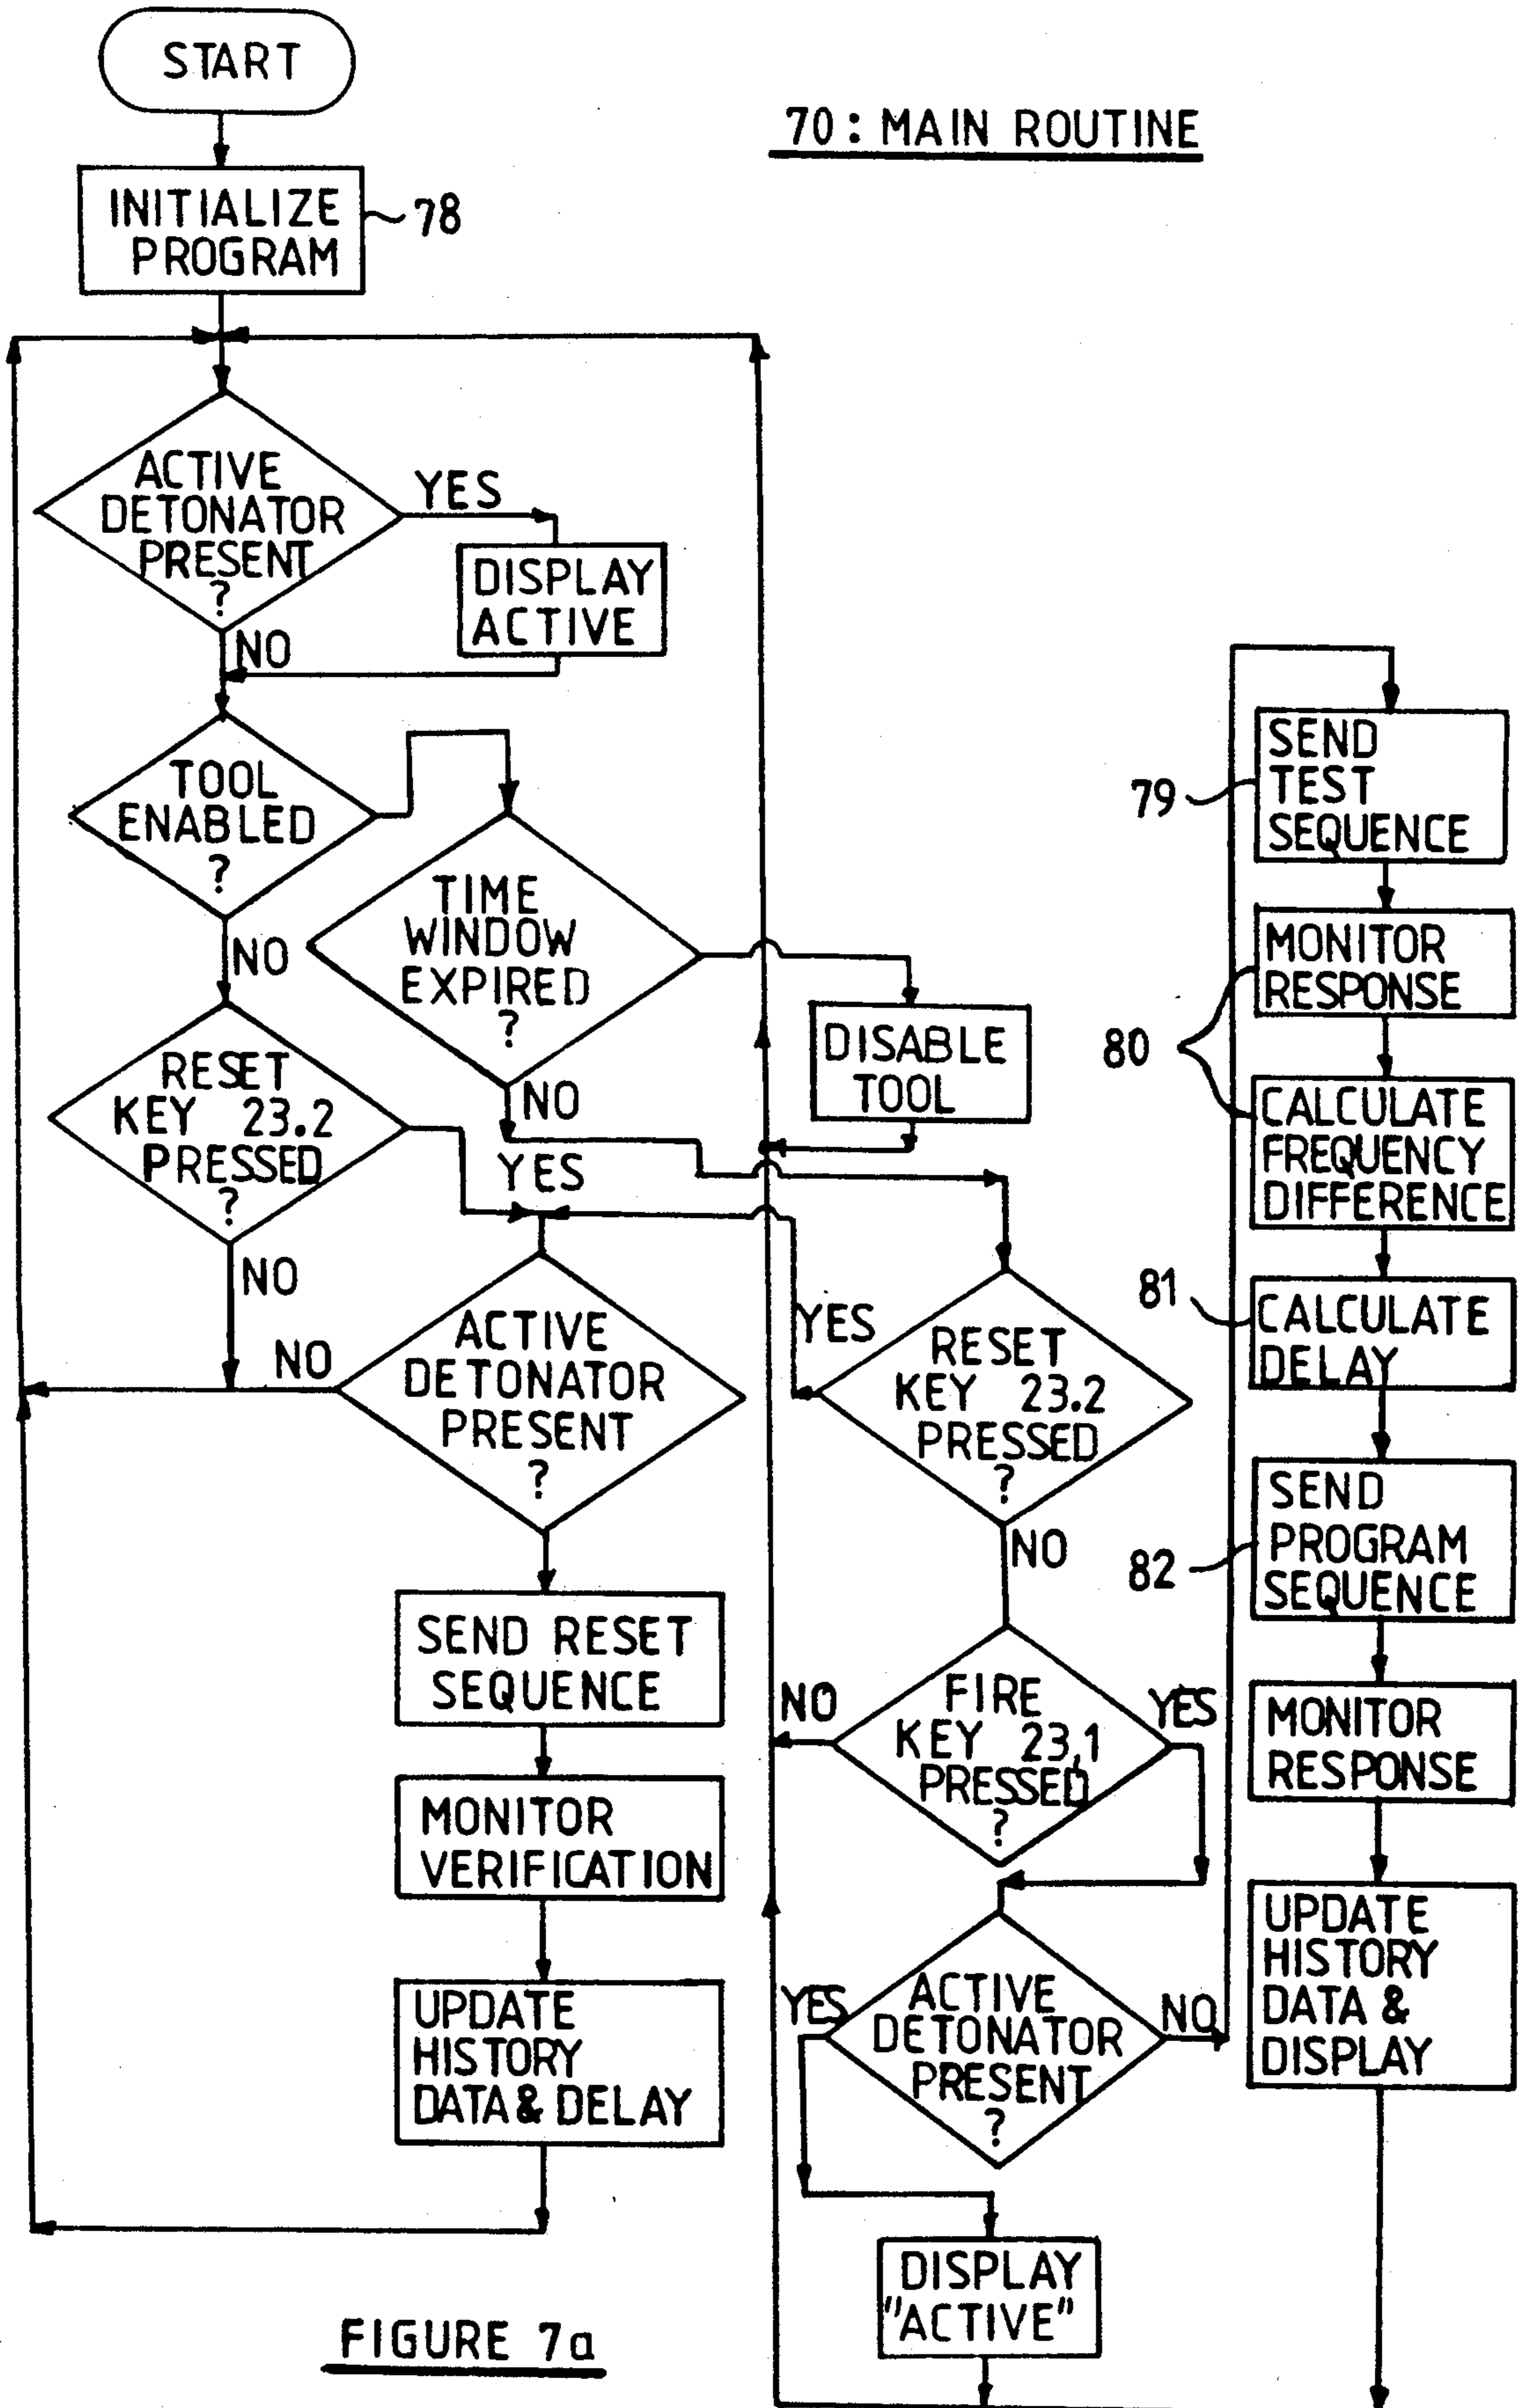 START
70: MAIN ROUTINE
INITIALIZE
PROGRAM
78
ACTIVE
DETONATOR
PRESENT
?
YES
DISPLAY
ACTIVE
NO
TOOL
ENABLED
?
NO
TIME
WINDOW
EXPIRED
?
NO
DISABLE
TOOL
RESET
KEY 23.2
PRESSED
?
YES
NO
ACTIVE
DETONATOR
PRESENT
?
NO
SEND RESET
SEQUENCE
MONITOR
VERIFICATION
UPDATE
HISTORY
DATA & DELAY
YES
RESET
KEY 23.2
PRESSED
?
NO
FIRE
KEY 23,1
PRESSED
?
NO
YES
ACTIVE
DETONATOR
PRESENT
?
YES
NO
DISPLAY
"ACTIVE"
79
SEND
TEST
SEQUENCE
80
MONITOR
RESPONSE
CALCULATE
FREQUENCY
DIFFERENCE
81
CALCULATE
DELAY
82
SEND
PROGRAM
SEQUENCE
MONITOR
RESPONSE
UPDATE
HISTORY
DATA &
DISPLAY
FIGURE 7a